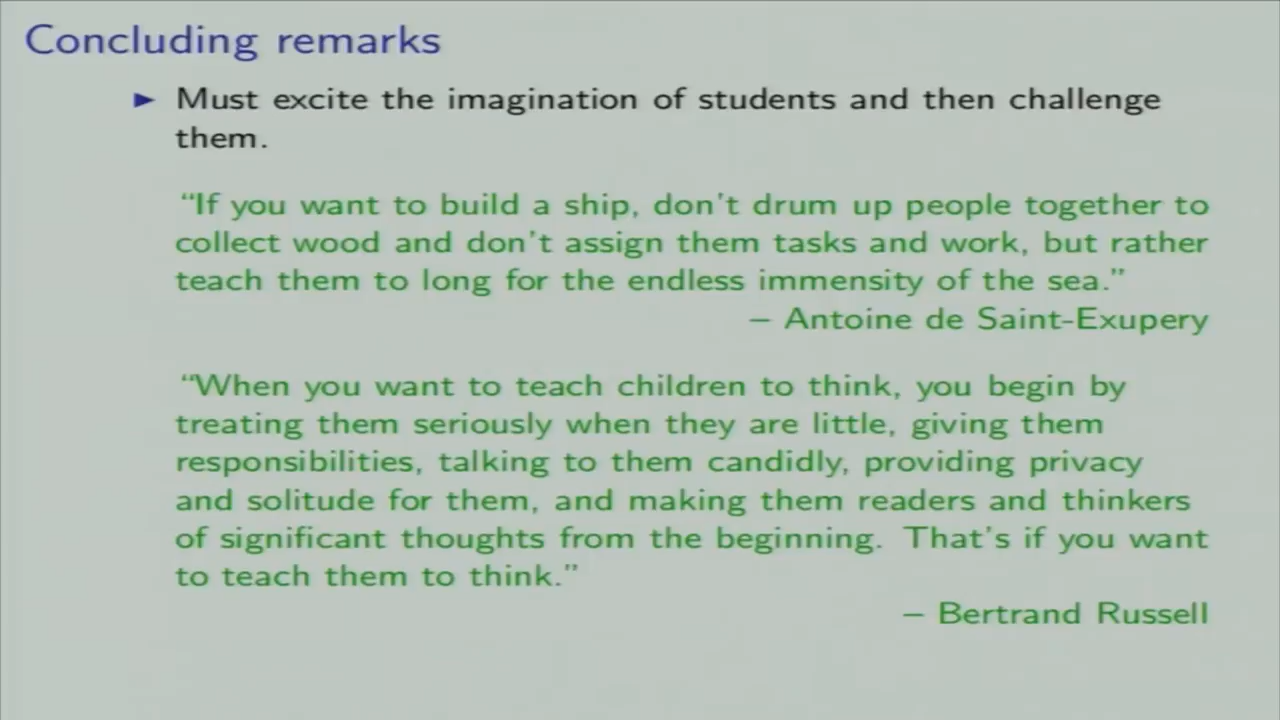 Concluding remarks
▶ Must excite the imagination of students and then challenge
them.
“If you want to build a ship, don't drum up people together to
collect wood and don't assign them tasks and work, but rather
teach them to long for the endless immensity of the sea.”
– Antoine de Saint-Exupery
“When you want to teach children to think, you begin by
treating them seriously when they are little, giving them
responsibilities, talking to them candidly, providing privacy
and solitude for them, and making them readers and thinkers
of significant thoughts from the beginning. That's if you want
to teach them to think.”
– Bertrand Russell